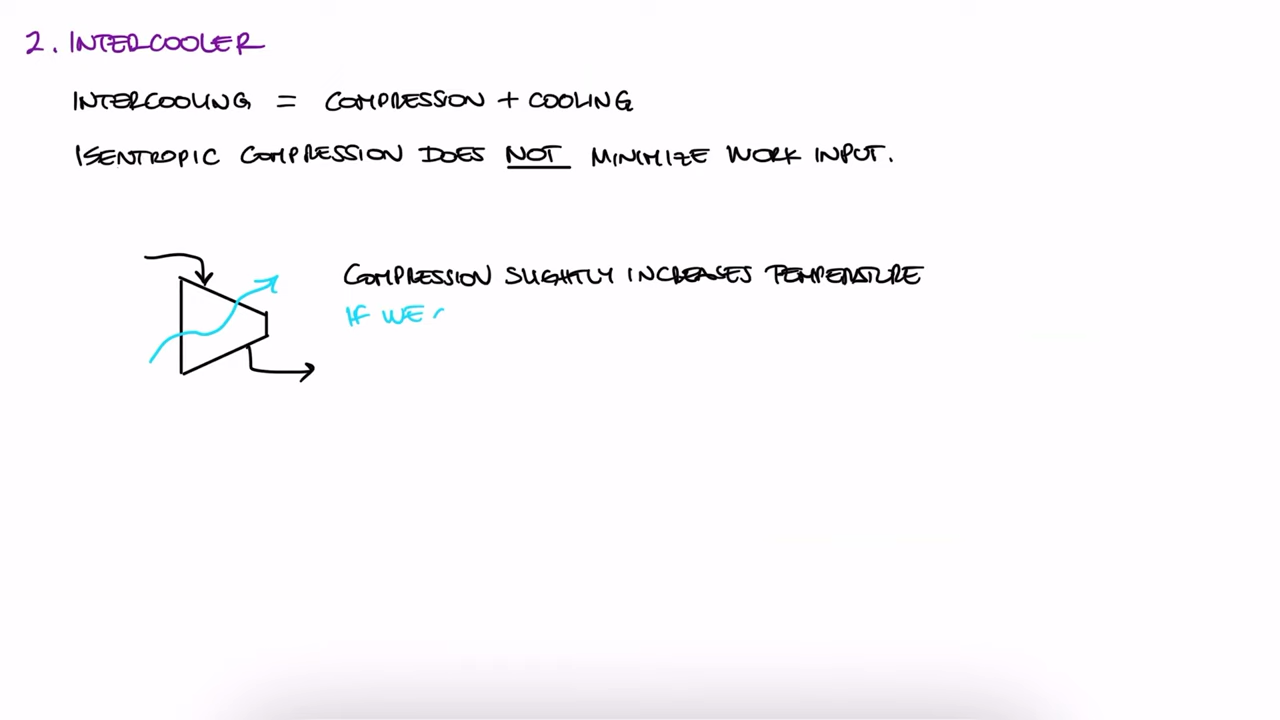 2. INTERCOOLER
INTERCOOLING = COMPRESSION + COOLING
ISENTROPIC COMPRESSION DOES NOT MINIMIZE WORK INPUT.
COMPRESSION SLIGHTLY INCREASES TEMPERATURE
IF WE